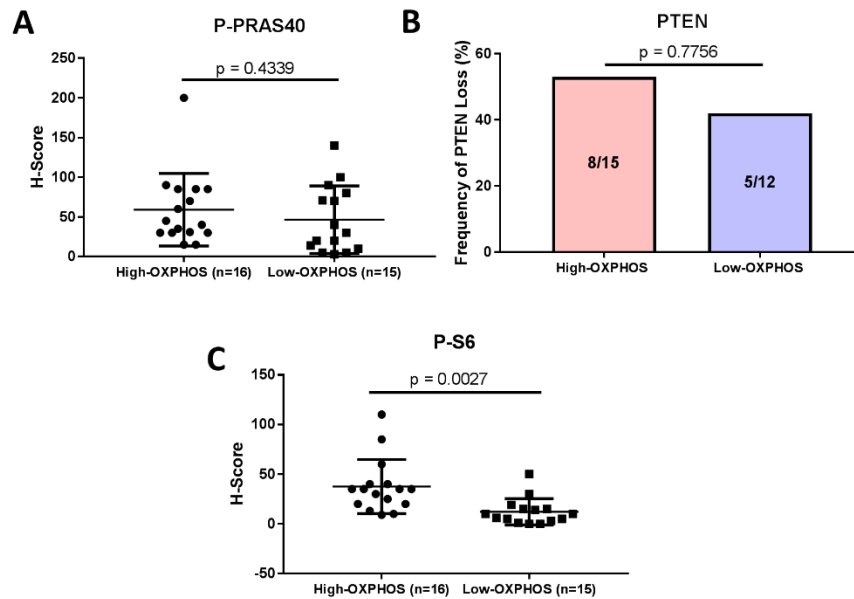 A
P-PRAS40
p = 0.4339
H-Score
250
200
150
100
50
0
High-OXPHOS (n=16) Low-OXPHOS (n=15)
B
PTEN
p = 0.7756
Frequency of PTEN Loss (%)
60
40
20
0
8/15
5/12
High-OXPHOS Low-OXPHOS
C
P-S6
p = 0.0027
H-Score
150
100
50
0
-50
High-OXPHOS (n=16) Low-OXPHOS (n=15)